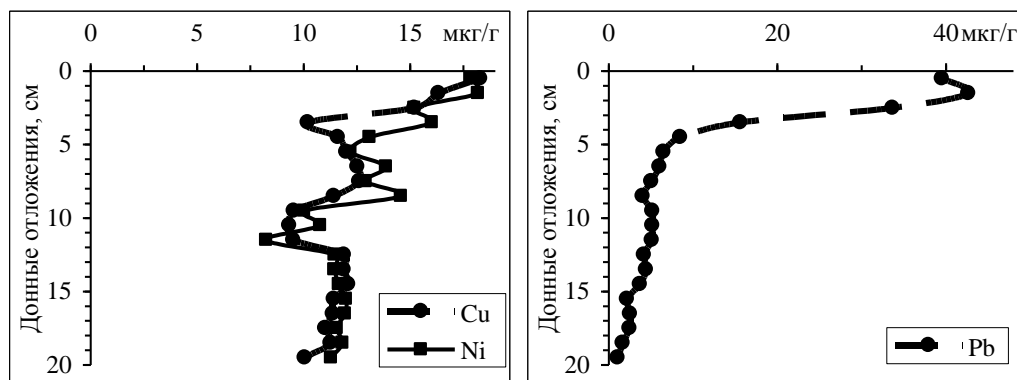 0 5 10 15 мкг/г
0
5
10
15
20
Донные отложения, см
Cu
Ni
0 20 40 мкг/г
0
5
10
15
20
Донные отложения, см
Pb